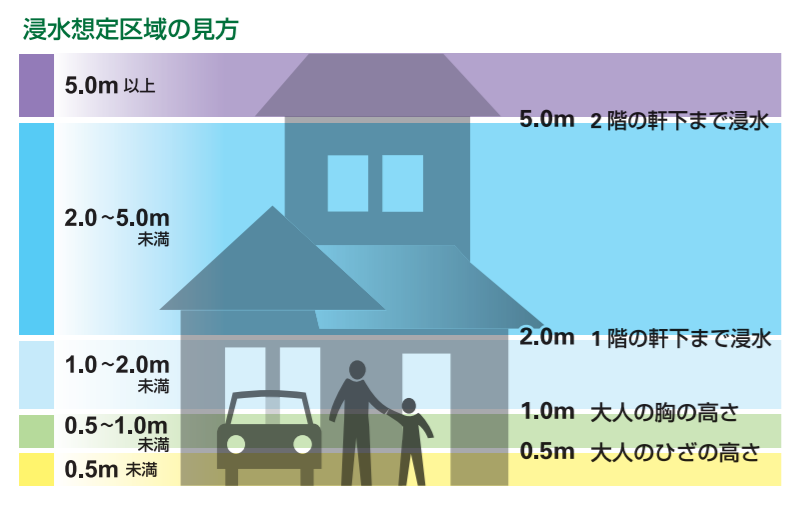 浸水想定区域の見方
5.0m 以上
5.0m 2 階の軒下まで浸水
2.0～5.0m
未満
2.0m 1 階の軒下まで浸水
1.0～2.0m
未満
1.0m 大人の胸の高さ
0.5～1.0m
未満
0.5m 大人のひざの高さ
0.5m 未満